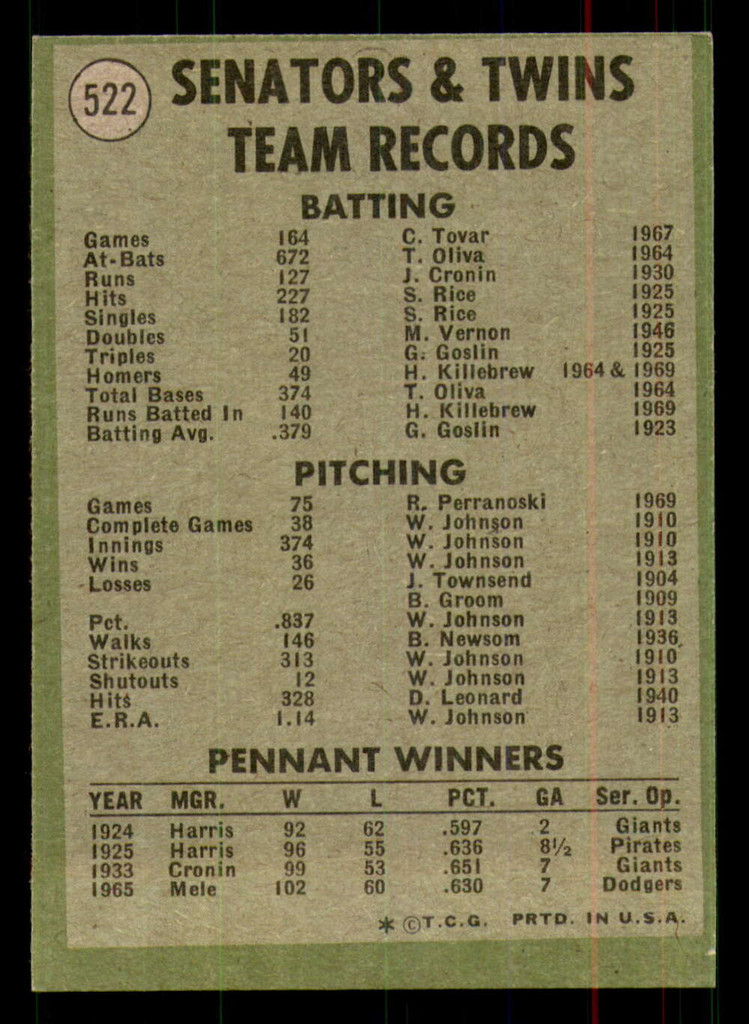 522
SENATORS & TWINS
TEAM RECORDS
BATTING
Games 164 C. Tovar 1967
At-Bats 672 T. Oliva 1964
Runs 127 J. Cronin 1930
Hits 227 S. Rice 1925
Singles 182 S. Rice 1925
Doubles 51 M. Vernon 1946
Triples 20 G. Goslin 1925
Homers 49 H. Killebrew 1964 & 1969
Total Bases 374 T. Oliva 1964
Runs Batted In 140 H. Killebrew 1969
Batting Avg. .379 G. Goslin 1923
PITCHING
Games 75 R. Perranoski 1969
Complete Games 38 W. Johnson 1910
Innings 374 W. Johnson 1910
Wins 36 W. Johnson 1913
Losses 26 J. Townsend 1904
B. Groom 1909
Pct. .837 W. Johnson 1913
Walks 146 B. Newsom 1936
Strikeouts 313 W. Johnson 1910
Shutouts 12 W. Johnson 1913
Hits 328 D. Leonard 1940
E.R.A. 1.14 W. Johnson 1913
PENNANT WINNERS
YEAR MGR. W L PCT. GA Ser. Op.
1924 Harris 92 62 .597 2 Giants
1925 Harris 96 55 .636 8½ Pirates
1933 Cronin 99 53 .651 7 Giants
1965 Mele 102 60 .630 7 Dodgers
* © T.C.G. PRTD. IN U.S.A.